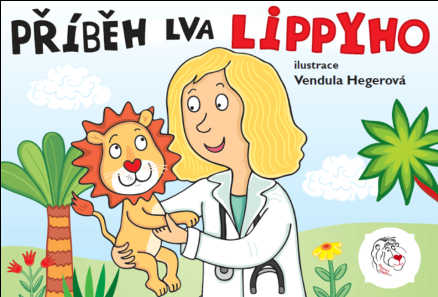 PŘÍBĚH LVA LIPPYHO
ilustrace
Vendula Hegerová